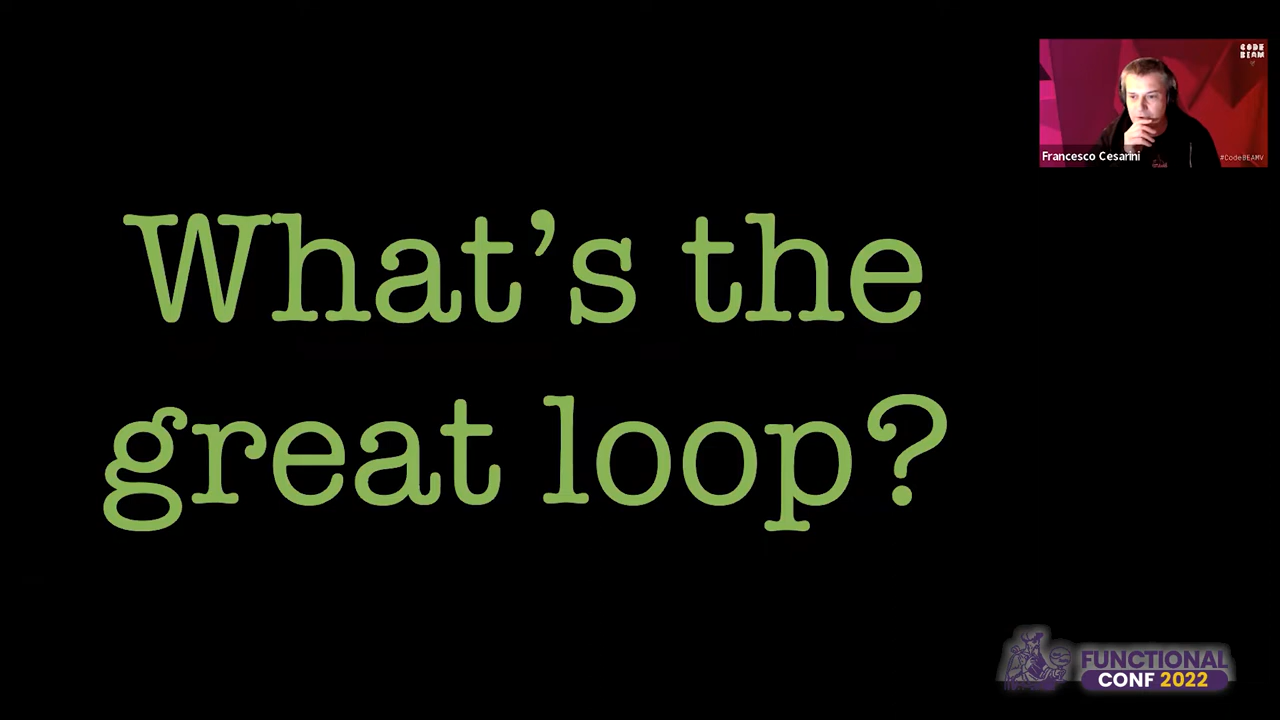 CODE
BEAM
Francesco Cesarini
#CodeBEAMV
What’s the
great loop?
FUNCTIONAL
CONF 2022